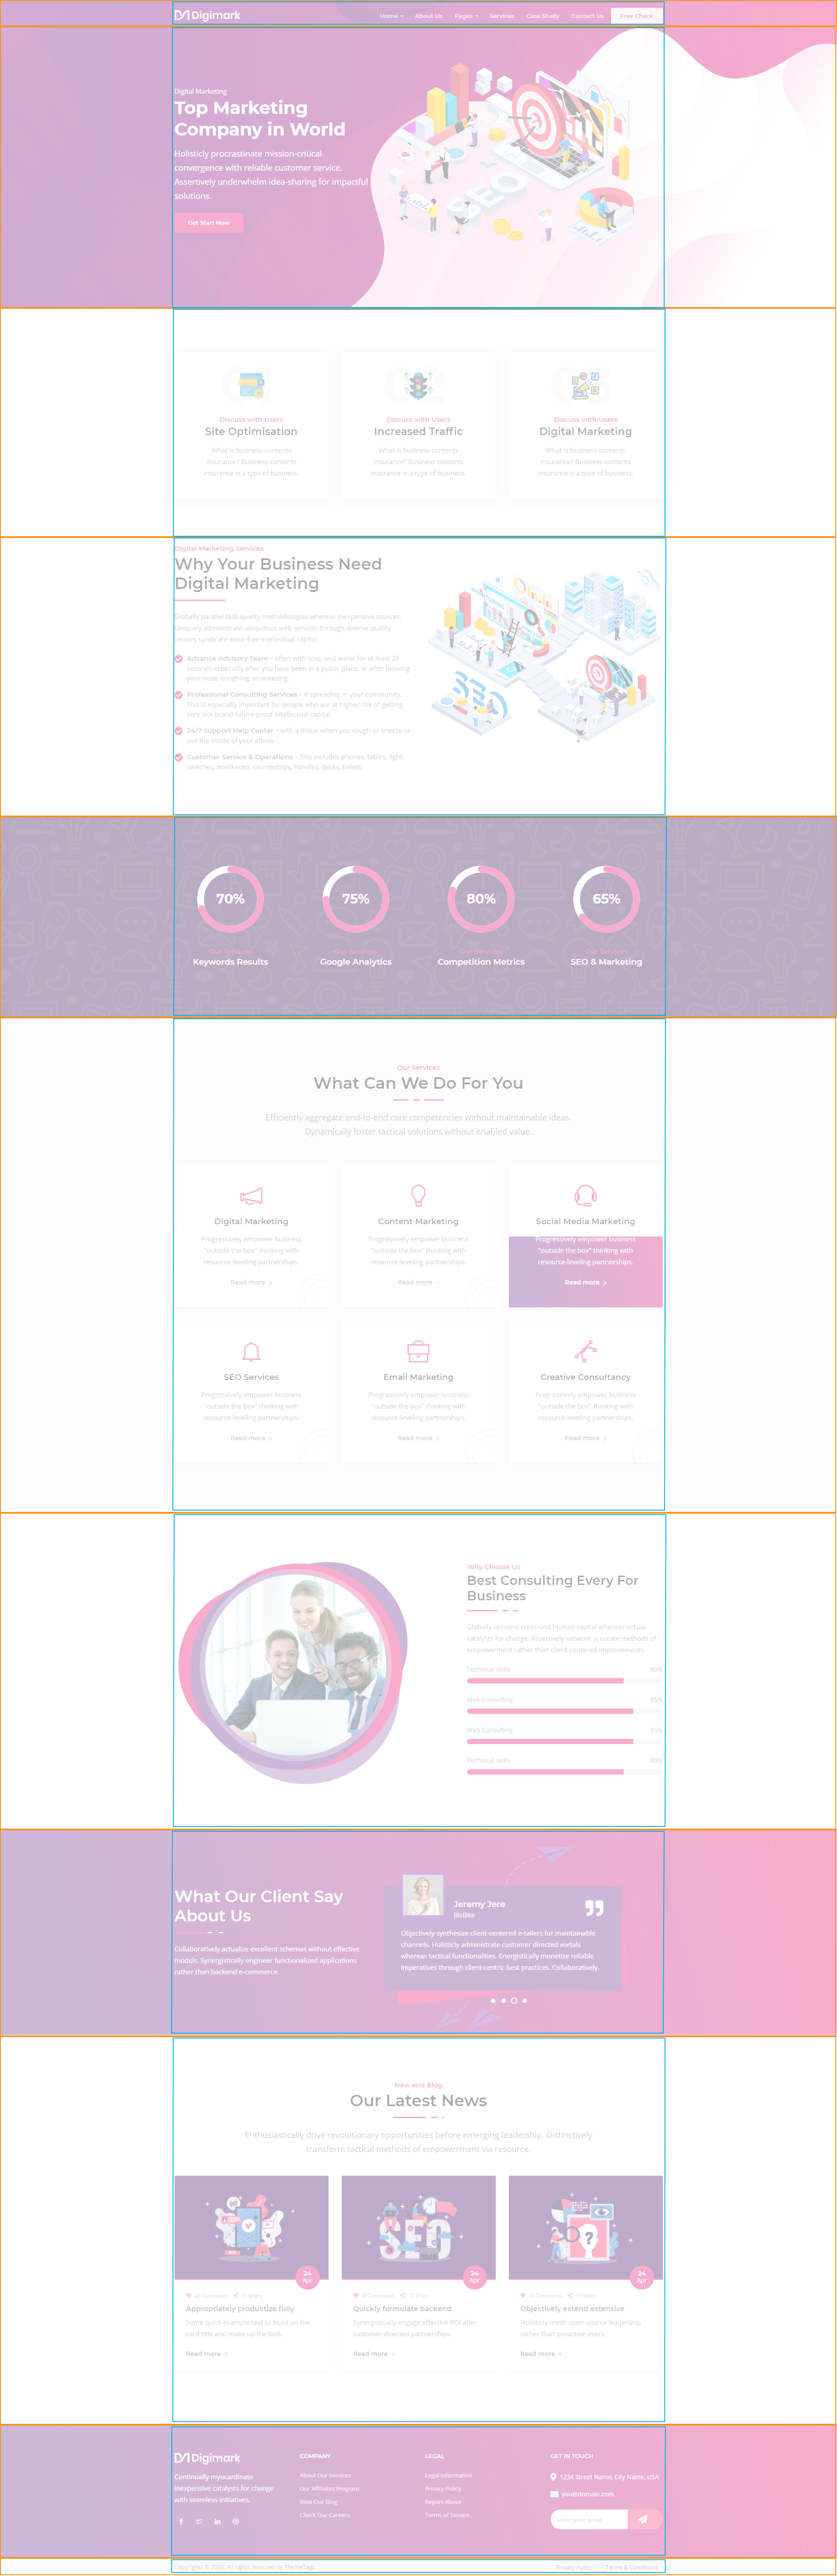 Digimark
Home About Us Pages Services Case Study Contact Us Free Check
Digital Marketing
Top Marketing
Company in World
Holisticly procrastinate mission-critical
convergence with reliable customer service.
Assertively underwhelm idea-sharing for impactful
solutions.
Get Start Now
SEO
Discuss with Users
Site Optimisation
What is business contents
insurance? Business contents
insurance is a type of business.
Discuss with Users
Increased Traffic
What is business contents
insurance? Business contents
insurance is a type of business.
Discuss with Users
Digital Marketing
What is business contents
insurance? Business contents
insurance is a type of business.
Digital Marketing Services
Why Your Business Need
Digital Marketing
Globally parallel task quality methodologies whereas inexpensive sources.
Uniquely administrate ubiquitous web services through diverse quality
vectors syndicate error-free intellectual capital.
Advance Advisory Team – often with soap and water for at least 20
seconds especially after you have been in a public place, or after blowing
your nose, coughing, or sneezing.
Professional Consulting Services – If spreading in your community.
This is especially important for people who are at higher risk of getting
very sick brand future-proof intellectual capital.
24/7 Support Help Center – with a tissue when you cough or sneeze or
use the inside of your elbow.
Customer Service & Operations – This includes phones, tables, light
switches, doorknobs, countertops, handles, desks, toilets.
70%
Our Services
Keywords Results
75%
Our Services
Google Analytics
80%
Our Services
Competition Metrics
65%
Our Services
SEO & Marketing
Our Services
What Can We Do For You
Efficiently aggregate end-to-end core competencies without maintainable ideas.
Dynamically foster tactical solutions without enabled value.
Digital Marketing
Progressively empower business
"outside the box" thinking with
resource-leveling partnerships.
Read more
Content Marketing
Progressively empower business
"outside the box" thinking with
resource-leveling partnerships.
Read more
Social Media Marketing
Progressively empower business
"outside the box" thinking with
resource-leveling partnerships.
Read more
SEO Services
Progressively empower business
"outside the box" thinking with
resource-leveling partnerships.
Read more
Email Marketing
Progressively empower business
"outside the box" thinking with
resource-leveling partnerships.
Read more
Creative Consultancy
Progressively empower business
"outside the box" thinking with
resource-leveling partnerships.
Read more
Why Choose Us
Best Consulting Every For
Business
Globally nenvent cross-unit human capital whereas virtual
catalysts for change. Assertively network accurate methods of
empowerment rather than client-centered improvements.
Technical skills 80%
Web Consulting 85%
Web Consulting 85%
Technical skills 80%
What Our Client Say
About Us
Collaboratively actualize excellent schemas without effective
models. Synergistically engineer functionalized applications
rather than backend e-commerce.
Jeremy Jere
BizBite
Objectively synthesize client-centered e-tailers for maintainable
channels. Holisticly administrate customer directed vortals
whereas tactical functionalities. Energistically monetize reliable
imperatives through client-centric best practices. Collaboratively.
New and Blog
Our Latest News
Enthusiastically drive revolutionary opportunities before emerging leadership. Distinctively
transform tactical methods of empowerment via resource.
24
Apr
Appropriately productize fully
Some quick example text to build on the
card title and make up the bulk.
Read more
SEO
24
Apr
Quickly formulate backend
Synergistically engage effective ROI after
customer directed partnerships.
Read more
24
Apr
Objectively extend extensive
Holisticly mesh open-source leadership
rather than proactive users.
Read more
Digimark
Continually myocardinate
inexpensive catalysts for change
with seamless initiatives.
COMPANY
About Our Services
Our Affiliates Program
View Our Blog
Check Our Careers
LEGAL
Legal Information
Privacy Policy
Report Abuse
Terms of Service
GET IN TOUCH
1234 Street Name, City Name, USA
you@domain.com
Enter your email
Copyrights © 2020. All rights reserved by ThemeTags
Privacy Policy Terms & Conditions